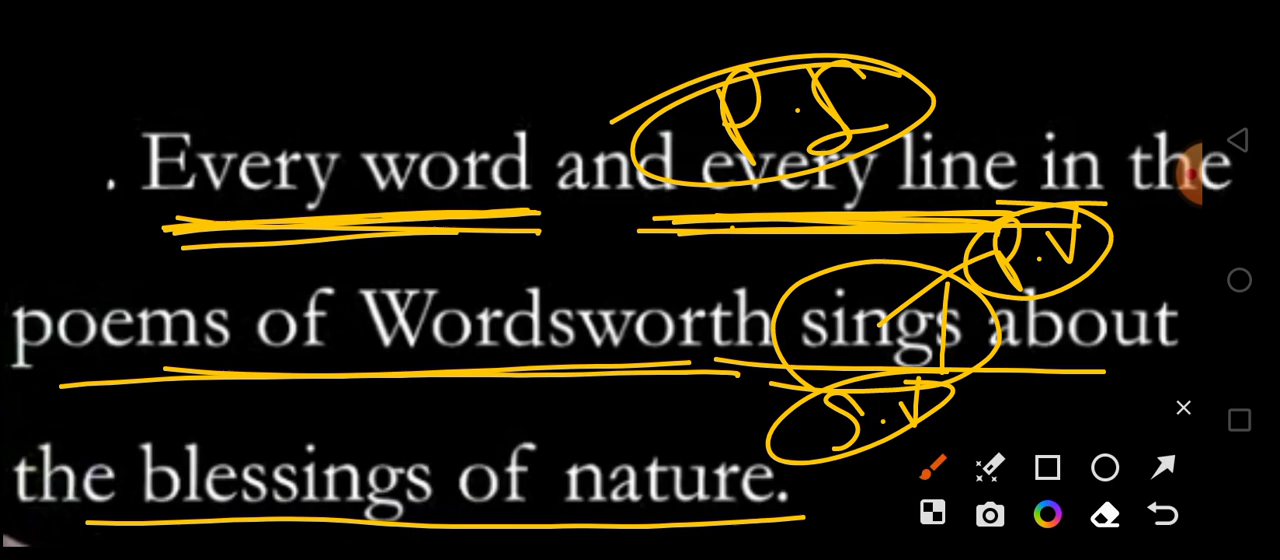 P.S
. Every word and every line in the
P.V
poems of Wordsworth sings about
S.V
the blessings of nature.